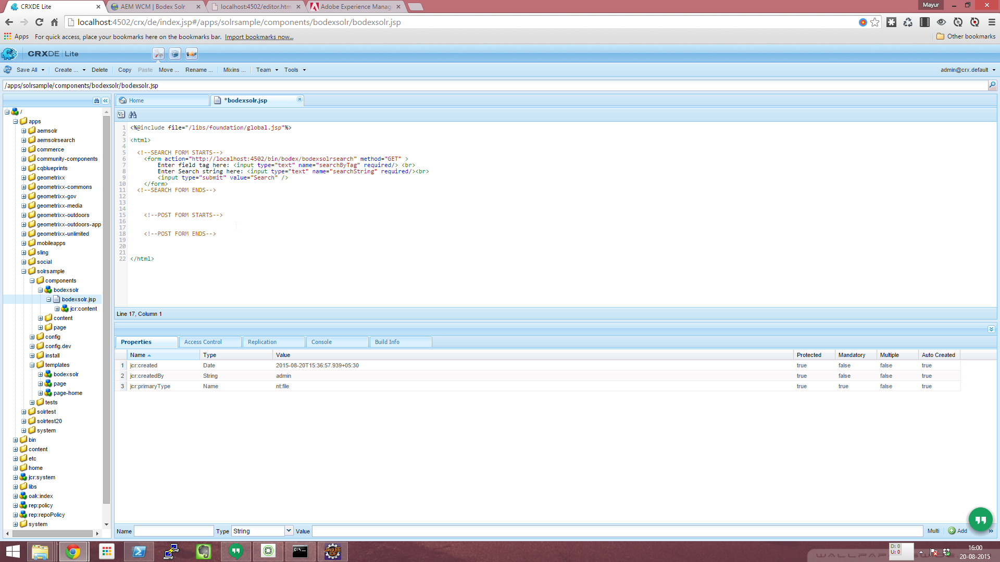 CRXDE Lite
AEM WCM | Bodex Solr
localhost:4502/editor.htm
Adobe Experience Manag
Mayur
localhost:4502/crx/de/index.jsp#/apps/solrsample/components/bodexsolr/bodexsolr.jsp
Apps
For quick access, place your bookmarks here on the bookmarks bar. Import bookmarks now...
Other bookmarks
CRXDE | Lite
Save All
Create ...
Delete
Copy
Paste
Move ...
Rename ...
Mixins ...
Team
Tools
admin@crx.default
/apps/solrsample/components/bodexsolr/bodexsolr.jsp
/
apps
aemsolr
aemsolrsearch
commerce
community-components
cqblueprints
geometrixx
geometrixx-commons
geometrixx-gov
geometrixx-media
geometrixx-outdoors
geometrixx-outdoors-app
geometrixx-unlimited
mobileapps
sling
social
solrsample
components
bodexsolr
bodexsolr.jsp
jcr:content
content
page
config
config.dev
install
templates
bodexsolr
page
page-home
tests
solrtest
solrtest20
system
bin
content
etc
home
jcr:system
libs
oak:index
rep:policy
rep:repoPolicy
system
Home
*bodexsolr.jsp
1 <%@include file="/libs/foundation/global.jsp"%>
2
3 <html>
4
5 <!--SEARCH FORM STARTS-->
6 <form action="http://localhost:4502/bin/bodex/bodexsolrsearch" method="GET" >
7 Enter field tag here: <input type="text" name="searchByTag" required/> <br>
8 Enter Search string here: <input type="text" name="searchString" required/><br>
9 <input type="submit" value="Search" />
10 </form>
11 <!--SEARCH FORM ENDS-->
12
13
14
15 <!--POST FORM STARTS-->
16
17
18 <!--POST FORM ENDS-->
19
20
21
22 </html>
Line 17, Column 1
Properties
Access Control
Replication
Console
Build Info
Name Type Value Protected Mandatory Multiple Auto Created
1 jcr:created Date 2015-08-20T15:36:57.939+05:30 true false false true
2 jcr:createdBy String admin true false false true
3 jcr:primaryType Name nt:file true true false true
Name
Type String
Value
Multi
Add
C:\.
Java EE
IDE
D: 0
U: 0
16:00
20-08-2015